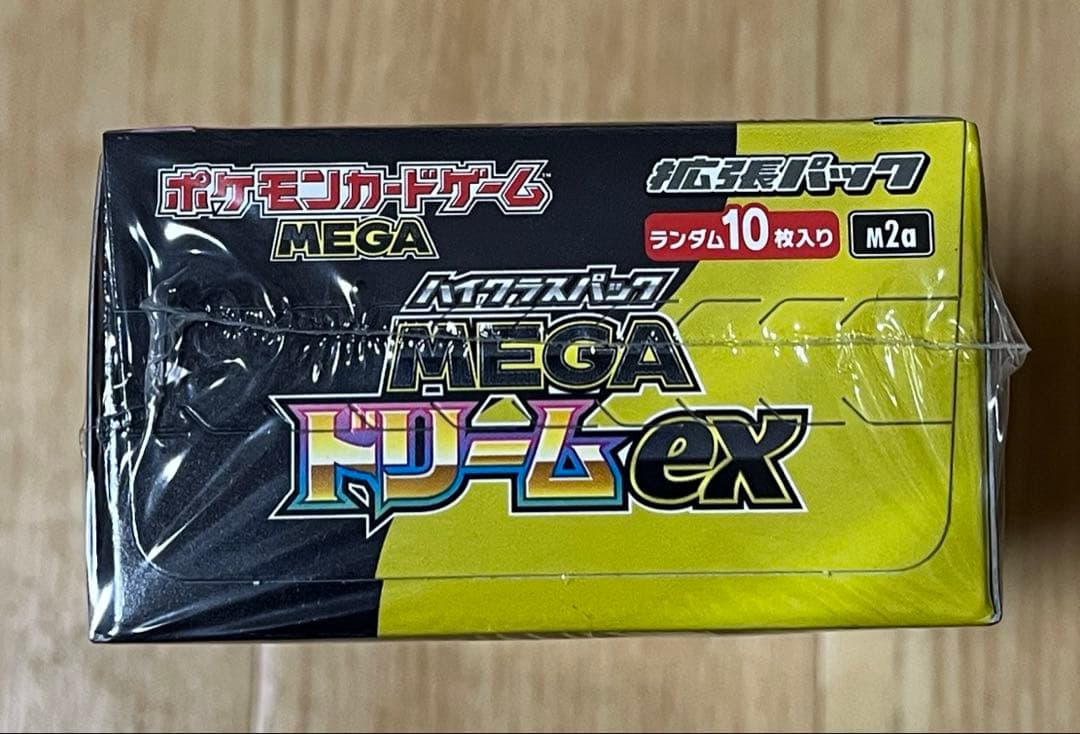 ポケモンカードゲーム™
MEGA
拡張パック
ランダム10枚入り
M2a
ハイクラスパック
MEGA
ドリームex